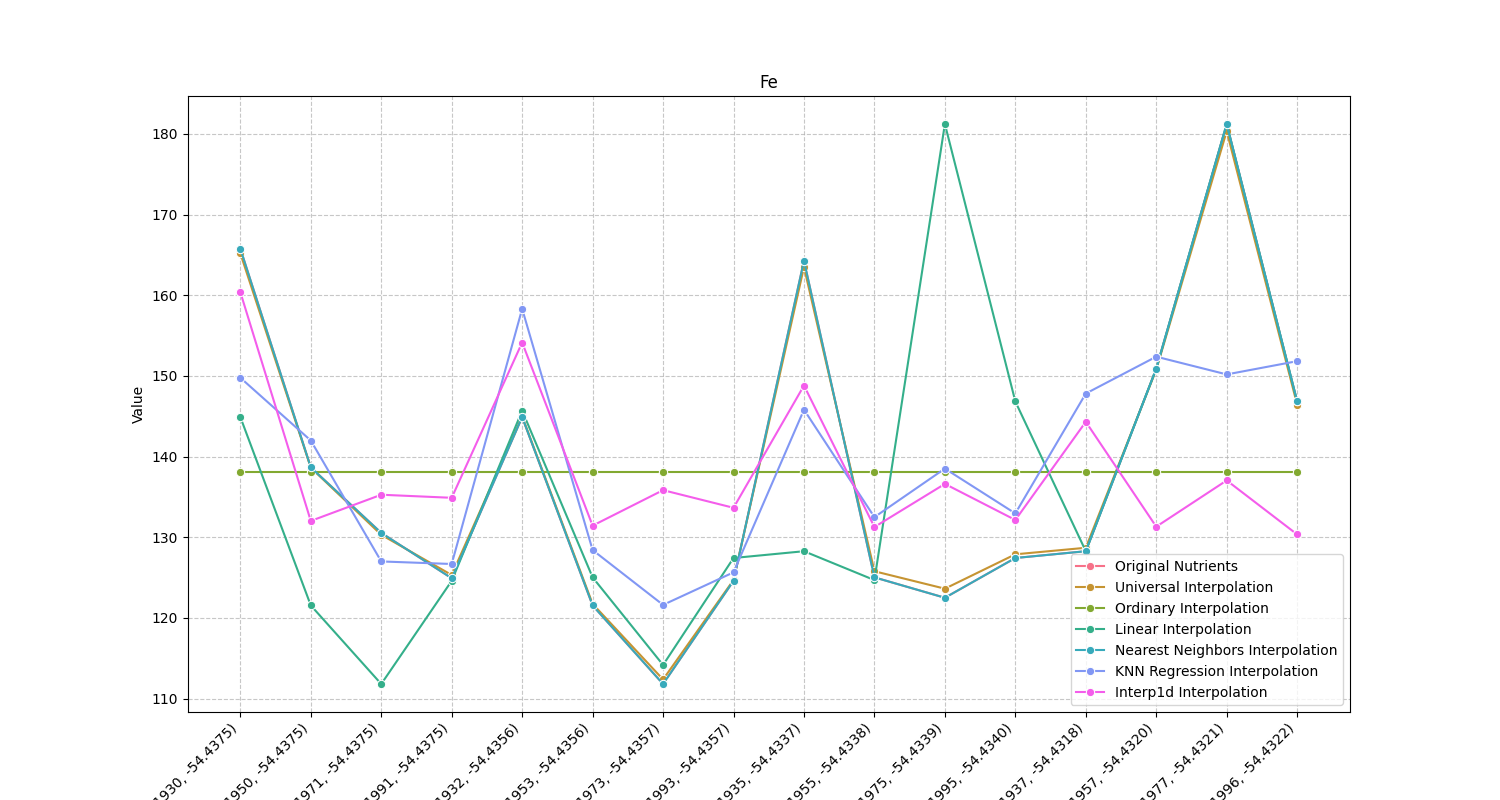 Fe
Value
180
170
160
150
140
130
120
110
Original Nutrients
Universal Interpolation
Ordinary Interpolation
Linear Interpolation
Nearest Neighbors Interpolation
KNN Regression Interpolation
Interp1d Interpolation
1930, -54.4375)
1950, -54.4375)
1971, -54.4375)
1991, -54.4375)
1932, -54.4356)
1953, -54.4356)
1973, -54.4357)
1993, -54.4357)
1935, -54.4337)
1955, -54.4338)
1975, -54.4339)
1995, -54.4340)
1937, -54.4318)
1957, -54.4320)
1977, -54.4321)
1996, -54.4322)